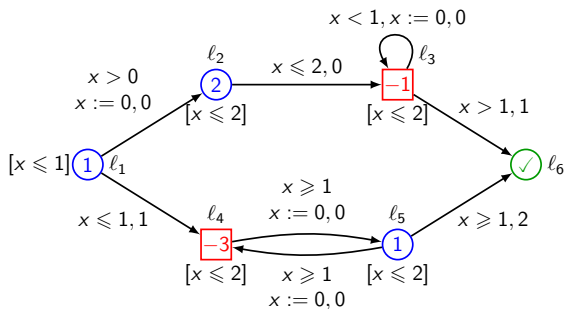 x < 1, x := 0, 0
ℓ2
ℓ3
x > 0
x := 0, 0
2
x ⩽ 2, 0
−1
[x ⩽ 2]
[x ⩽ 2]
x > 1, 1
[x ⩽ 1]
1
ℓ1
✓
ℓ6
x ⩽ 1, 1
ℓ4
x ⩾ 1
x := 0, 0
ℓ5
x ⩾ 1, 2
−3
1
[x ⩽ 2]
x ⩾ 1
x := 0, 0
[x ⩽ 2]